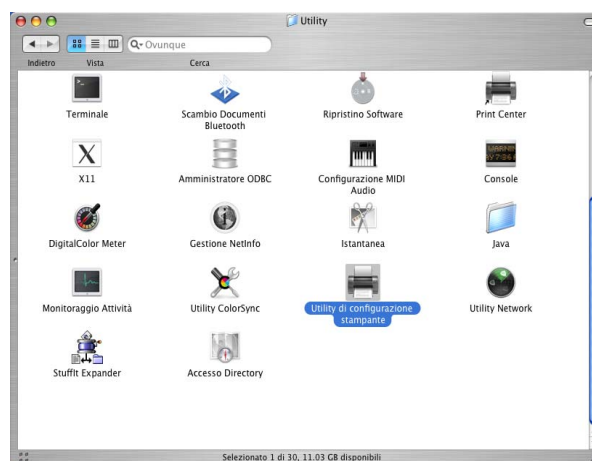 Utility
Ovunque
Indietro Vista Cerca
Terminale
Scambio Documenti
Bluetooth
Ripristino Software
Print Center
X11
Amministratore ODBC
Configurazione MIDI
Audio
Console
DigitalColor Meter
Gestione NetInfo
Istantanea
Java
Monitoraggio Attività
Utility ColorSync
Utility di configurazione
stampante
Utility Network
StuffIt Expander
Accesso Directory
Selezionato 1 di 30, 11.03 GB disponibili